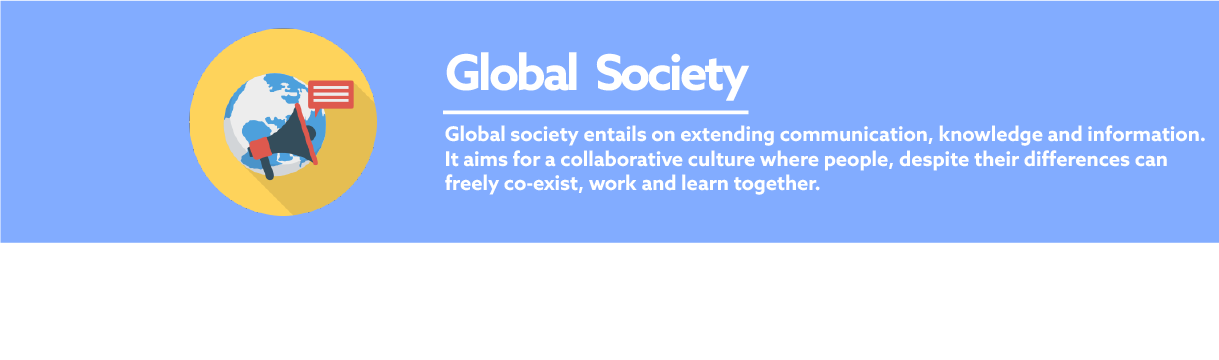 Global Society
Global society entails on extending communication, knowledge and information.
It aims for a collaborative culture where people, despite their differences can
freely co-exist, work and learn together.